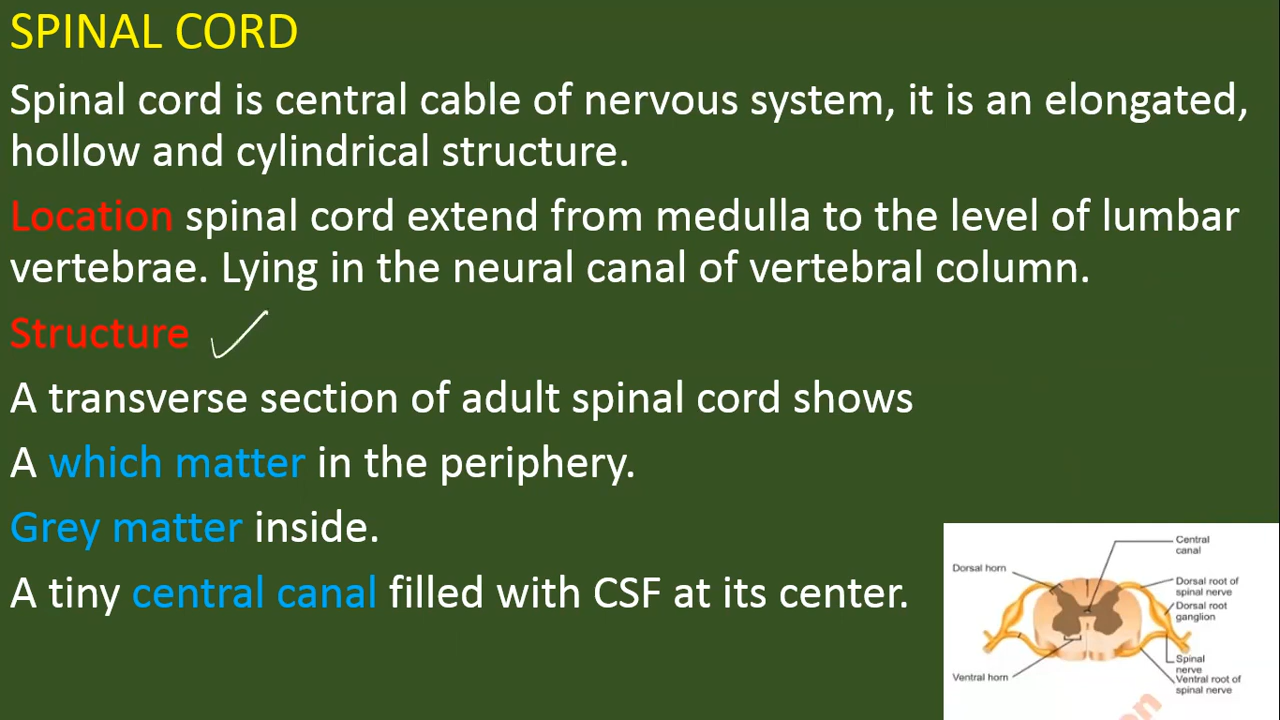 SPINAL CORD
Spinal cord is central cable of nervous system, it is an elongated,
hollow and cylindrical structure.
Location spinal cord extend from medulla to the level of lumbar
vertebrae. Lying in the neural canal of vertebral column.
Structure
A transverse section of adult spinal cord shows
A which matter in the periphery.
Grey matter inside.
A tiny central canal filled with CSF at its center.
Central
canal
Dorsal horn
Dorsal root of
spinal nerve
Dorsal root
ganglion
Spinal
nerve
Ventral horn
Ventral root of
spinal nerve